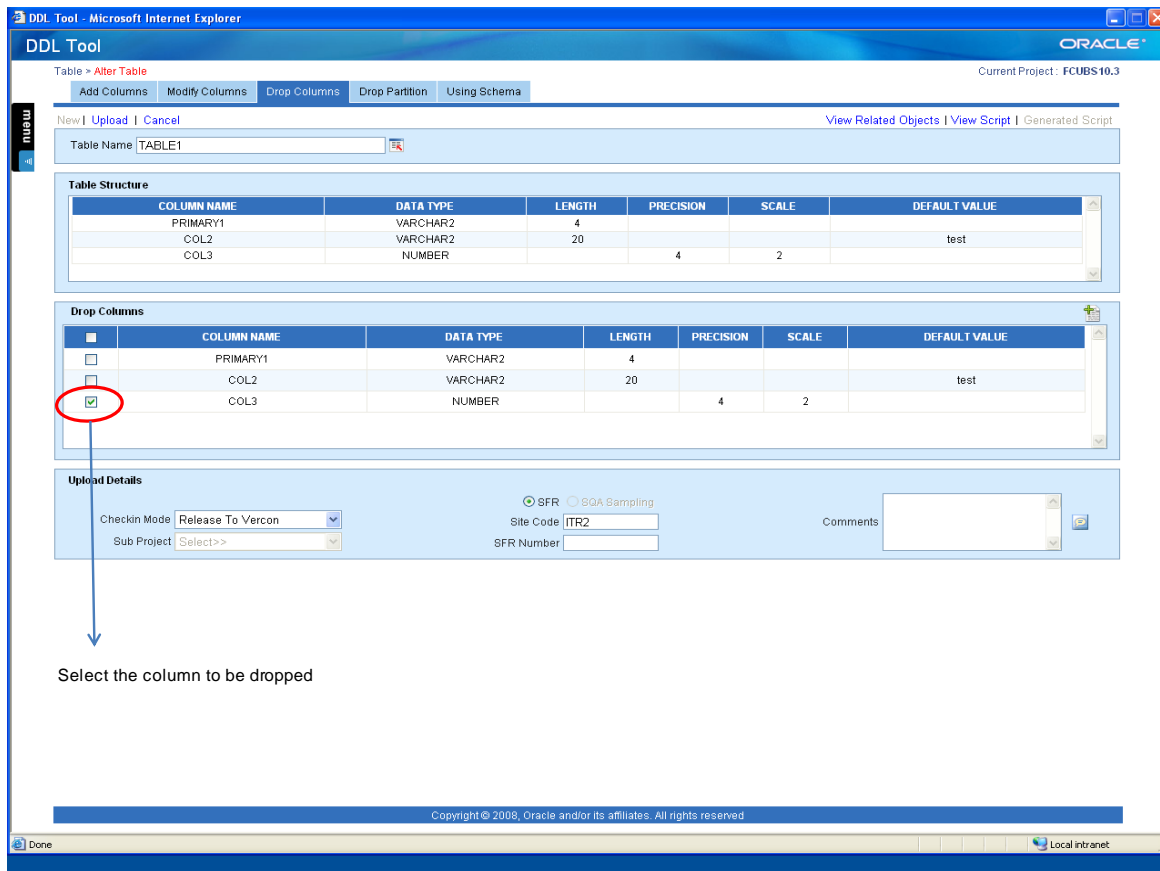 DDL Tool - Microsoft Internet Explorer
DDL Tool
ORACLE
Table > Alter Table
Current Project : FCUBS10.3
Add Columns Modify Columns Drop Columns Drop Partition Using Schema
menu
New | Upload | Cancel
View Related Objects | View Script | Generated Script
Table Name TABLE1
Table Structure
COLUMN NAME DATA TYPE LENGTH PRECISION SCALE DEFAULT VALUE
PRIMARY1 VARCHAR2 4
COL2 VARCHAR2 20 test
COL3 NUMBER 4 2
Drop Columns
COLUMN NAME DATA TYPE LENGTH PRECISION SCALE DEFAULT VALUE
PRIMARY1 VARCHAR2 4
COL2 VARCHAR2 20 test
COL3 NUMBER 4 2
Upload Details
SFR SQA Sampling
Checkin Mode Release To Vercon Site Code ITR2 Comments
Sub Project Select>> SFR Number
Select the column to be dropped
Copyright © 2008, Oracle and/or its affiliates. All rights reserved
Done
Local intranet